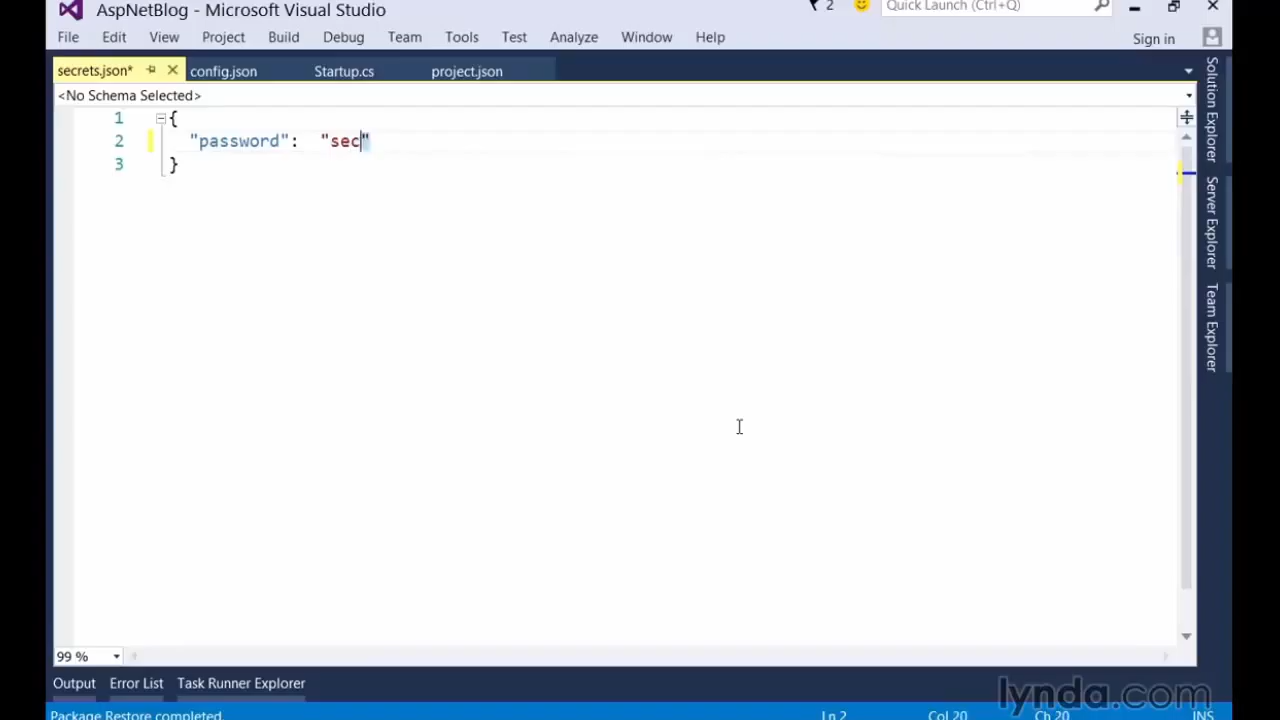 AspNetBlog - Microsoft Visual Studio
2
Quick Launch (Ctrl+Q)
File Edit View Project Build Debug Team Tools Test Analyze Window Help
Sign in
secrets.json* config.json Startup.cs project.json
<No Schema Selected>
1 {
2 "password": "sec"
3 }
Solution Explorer
Server Explorer
Team Explorer
99 %
Output Error List Task Runner Explorer
lynda.com
Package Restore completed Ln 2 Col 20 Ch 20 INS